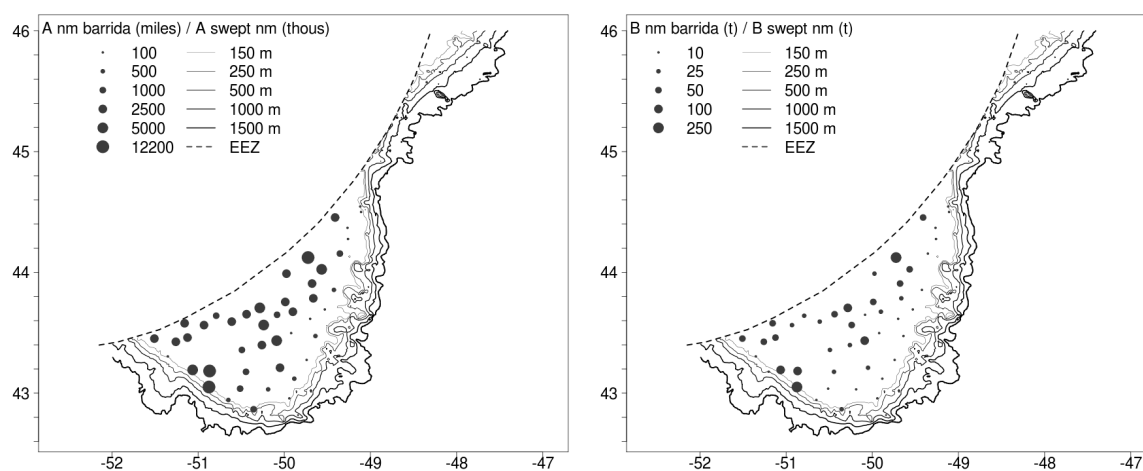 A nm barrida (miles) / A swept nm (thous)
100 150 m
500 250 m
1000 500 m
2500 1000 m
5000 1500 m
12200 EEZ
46
45
44
43
-52 -51 -50 -49 -48 -47
B nm barrida (t) / B swept nm (t)
10 150 m
25 250 m
50 500 m
100 1000 m
250 1500 m
EEZ
46
45
44
43
-52 -51 -50 -49 -48 -47